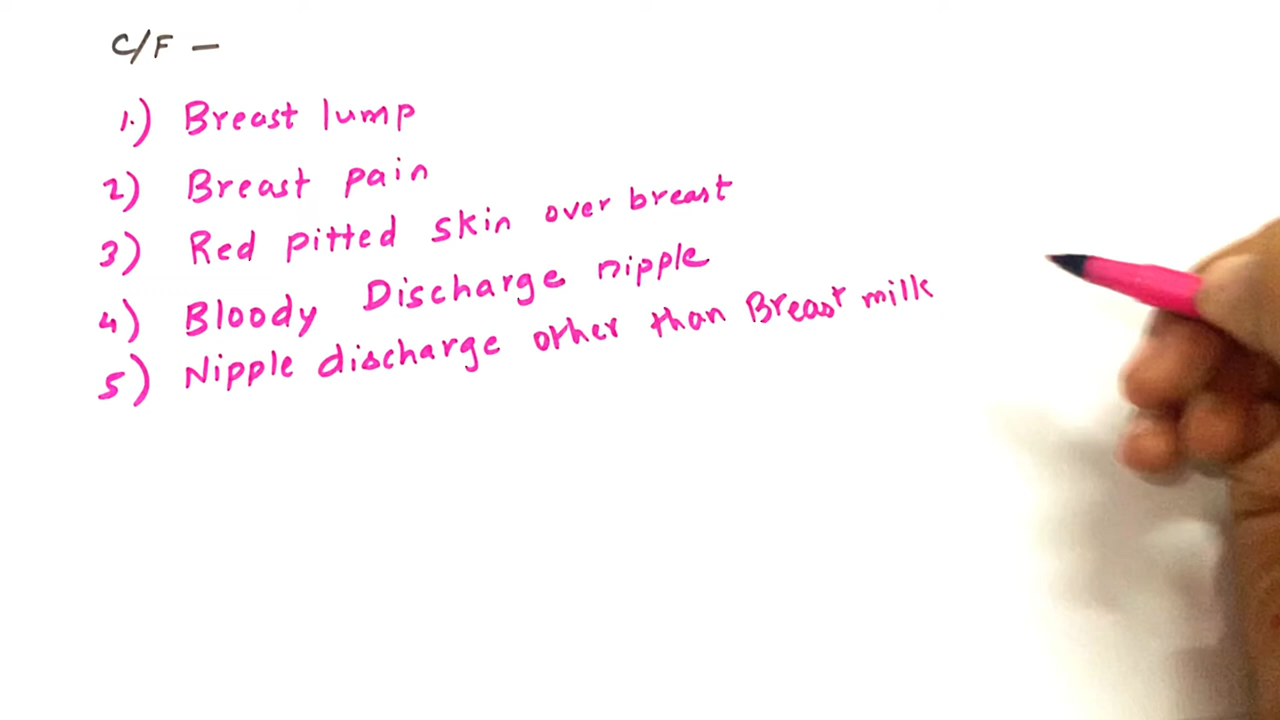 C/F –
1.) Breast lump
2) Breast pain
3) Red pitted skin over breast
4) Bloody Discharge nipple
5) Nipple discharge other than Breast milk